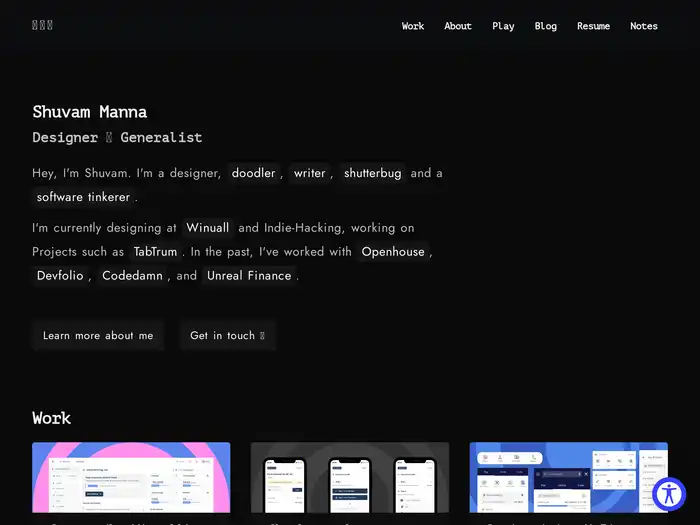 Work About Play Blog Resume Notes
Shuvam Manna
Designer Generalist
Hey, I'm Shuvam. I'm a designer, doodler, writer, shutterbug and a
software tinkerer.
I'm currently designing at Winuall and Indie-Hacking, working on
Projects such as TabTrum. In the past, I've worked with Openhouse,
Devfolio, Codedamn, and Unreal Finance.
Learn more about me Get in touch
Work